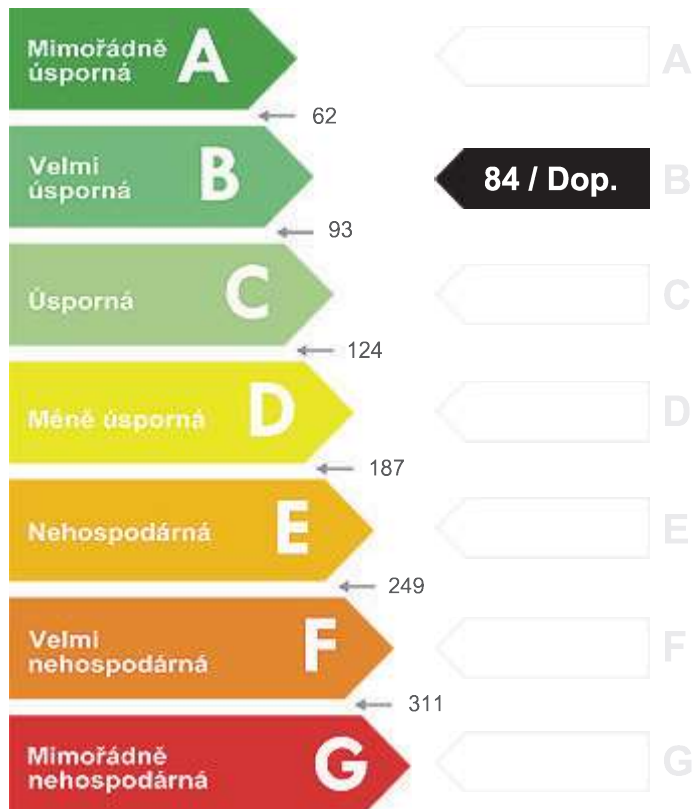 Mimořádně
úsporná
A
A
62
Velmi
úsporná
B
84 / Dop.
B
93
Úsporná
C
C
124
Méně úsporná
D
D
187
Nehospodárná
E
E
249
Velmi
nehospodárná
F
F
311
Mimořádně
nehospodárná
G
G